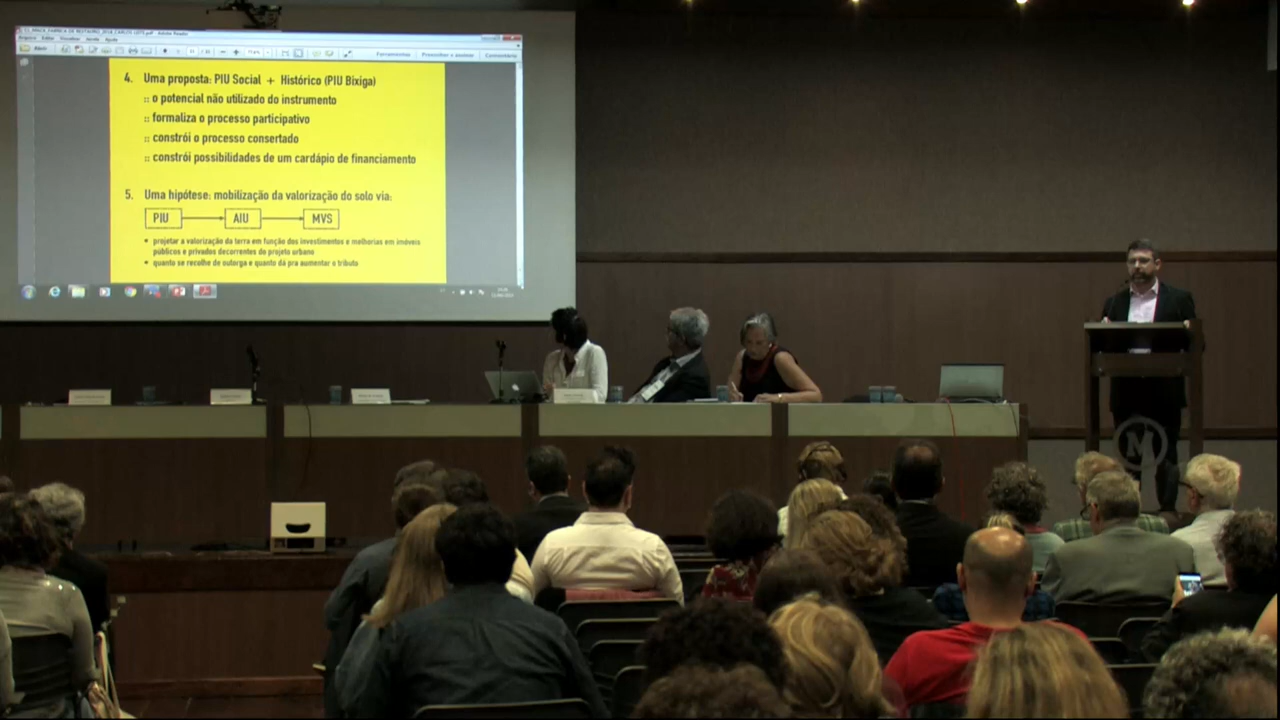 Adobe Reader
4. Uma proposta: PIU Social + Histórico (PIU Bixiga)
:: o potencial não utilizado do instrumento
:: formaliza o processo participativo
:: constrói o processo consertado
:: constrói possibilidades de um cardápio de financiamento
5. Uma hipótese: mobilização da valorização do solo via:
PIU AIU MVS
• projetar a valorização da terra em função dos investimentos e melhorias em imóveis
públicos e privados decorrentes do projeto urbano
• quanto se recolhe de outorga e quanto dá pra aumentar o tributo
M